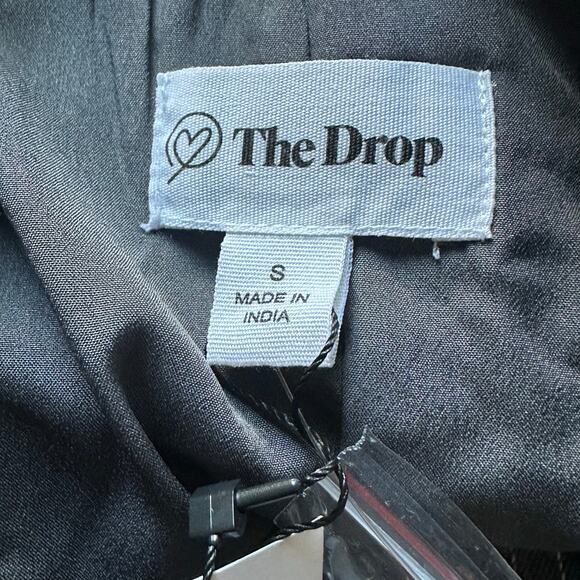 The Drop
S
MADE IN
INDIA